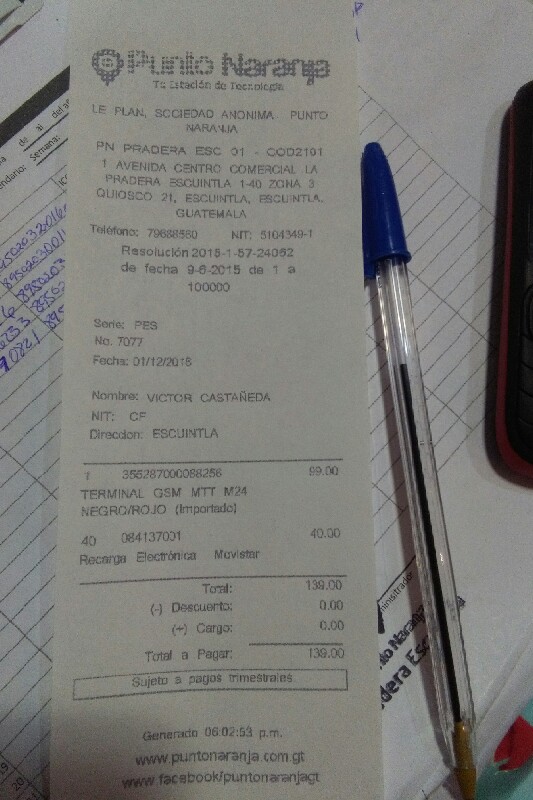 Punto Naranja
Tu Estación de Tecnología
LE PLAN, SOCIEDAD ANONIMA PUNTO
NARANJA
PN PRADERA ESC 01 - COD2101
1 AVENIDA CENTRO COMERCIAL LA
PRADERA ESCUINTLA 1-40 ZONA 3
QUIOSCO 21, ESCUINTLA, ESCUINTLA,
GUATEMALA
Teléfono: 79688560 NIT: 5104349-1
Resolución 2015-1-57-24062
de fecha 9-6-2015 de 1 a
100000
Serie: PES
No. 7077
Fecha: 01/12/2016
Nombre: VICTOR CASTAÑEDA
NIT: CF
Direccion: ESCUINTLA
1 355287000088256 99.00
TERMINAL GSM MTT M24
NEGRO/ROJO (Importado)
40 084137001 40.00
Recarga Electrónica Movistar
Total: 139.00
(-) Descuento: 0.00
(+) Cargo: 0.00
Total a Pagar: 139.00
Sujeto a pagos trimestrales
Generado 06:02:53 p.m.
www.puntonaranja.com.gt
www.facebook/puntonaranjagt